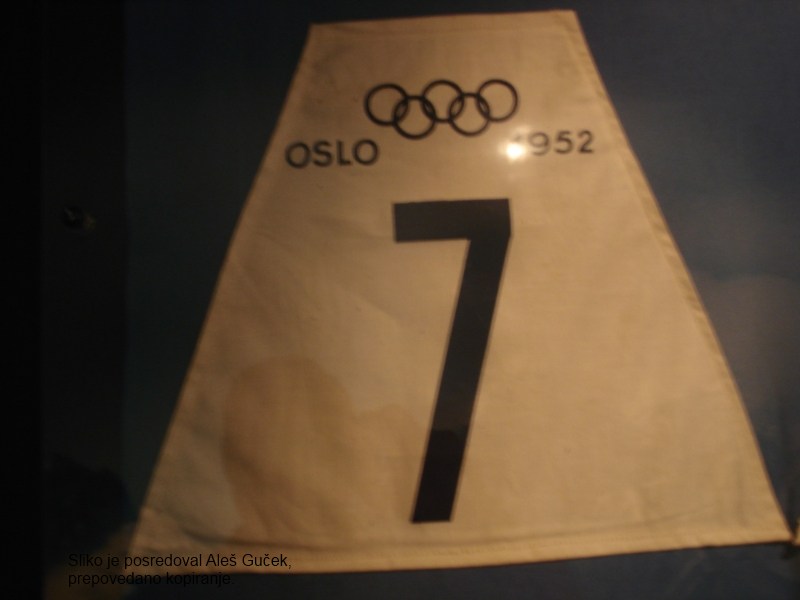 OSLO 1952
7
Sliko je posredoval Aleš Guček,
prepovedano kopiranje.